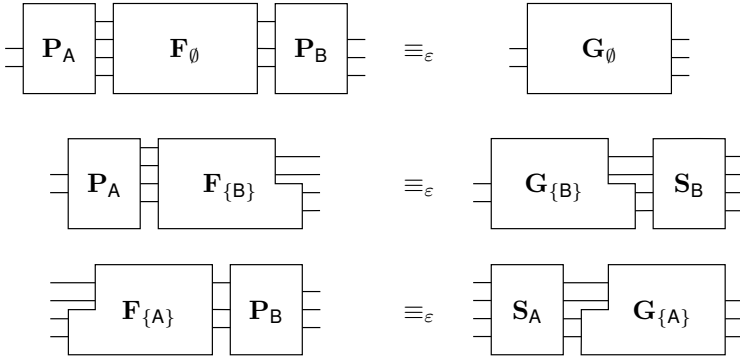 P_A F_∅ P_B ≡_ε G_∅
P_A F_{B} ≡_ε G_{B} S_B
F_{A} P_B ≡_ε S_A G_{A}